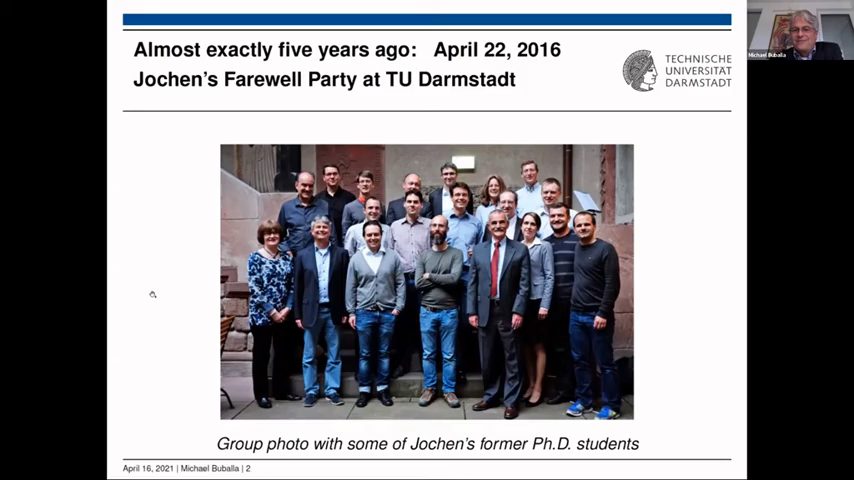 Almost exactly five years ago: April 22, 2016
Jochen's Farewell Party at TU Darmstadt
TECHNISCHE
UNIVERSITÄT
DARMSTADT
Michael Buballa
Group photo with some of Jochen's former Ph.D. students
April 16, 2021 | Michael Buballa | 2